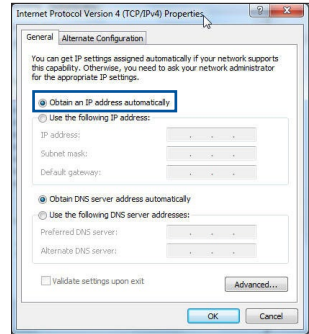 Internet Protocol Version 4 (TCP/IPv4) Properties
General
Alternate Configuration
You can get IP settings assigned automatically if your network supports
this capability. Otherwise, you need to ask your network administrator
for the appropriate IP settings.
Obtain an IP address automatically
Use the following IP address:
IP address:
Subnet mask:
Default gateway:
Obtain DNS server address automatically
Use the following DNS server addresses:
Preferred DNS server:
Alternate DNS server:
Validate settings upon exit
Advanced...
OK
Cancel